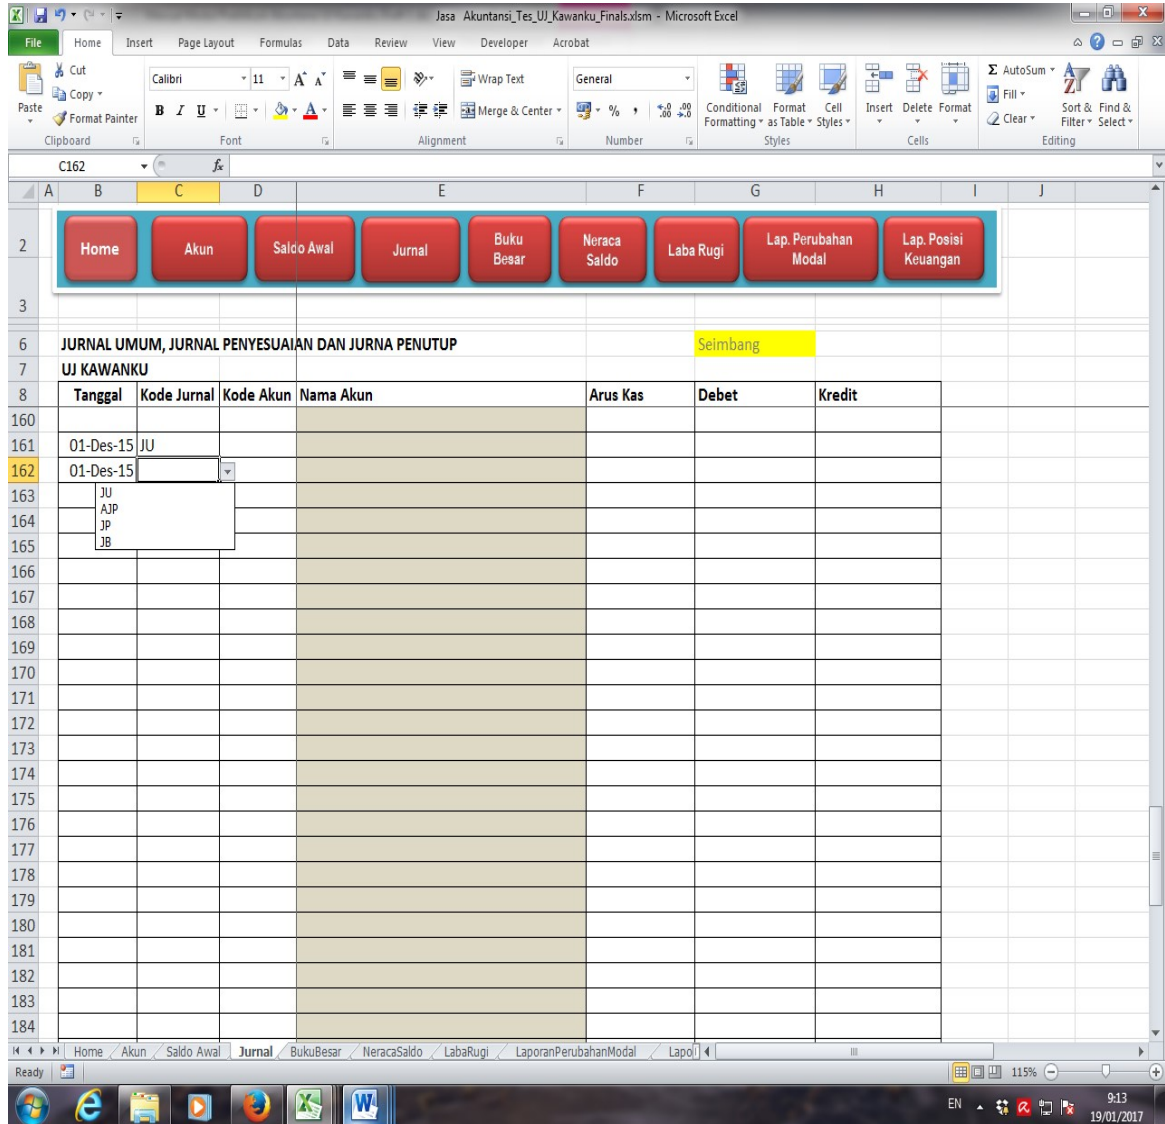 Jasa Akuntansi_Tes_UJ_Kawanku_Finals.xlsm - Microsoft Excel
File Home Insert Page Layout Formulas Data Review View Developer Acrobat
Paste
Cut
Copy
Format Painter
Clipboard
Calibri 11
B I U
Font
Wrap Text
Merge & Center
Alignment
General
% ,
Number
Conditional Formatting
Format as Table
Cell Styles
Styles
Insert Delete Format
Cells
Σ AutoSum
Fill
Clear
Sort & Filter
Find & Select
Editing
C162 fx
A B C D E F G H I J
2 Home Akun Saldo Awal Jurnal Buku Besar Neraca Saldo Laba Rugi Lap. Perubahan Modal Lap. Posisi Keuangan
3
6 JURNAL UMUM, JURNAL PENYESUAIAN DAN JURNA PENUTUP Seimbang
7 UJ KAWANKU
8 Tanggal Kode Jurnal Kode Akun Nama Akun Arus Kas Debet Kredit
160
161 01-Des-15 JU
162 01-Des-15
163 JU
AJP
164 JP
165 JB
166
167
168
169
170
171
172
173
174
175
176
177
178
179
180
181
182
183
184
Home Akun Saldo Awal Jurnal BukuBesar NeracaSaldo LabaRugi LaporanPerubahanModal Lapo
Ready 115%
EN 9:13
19/01/2017